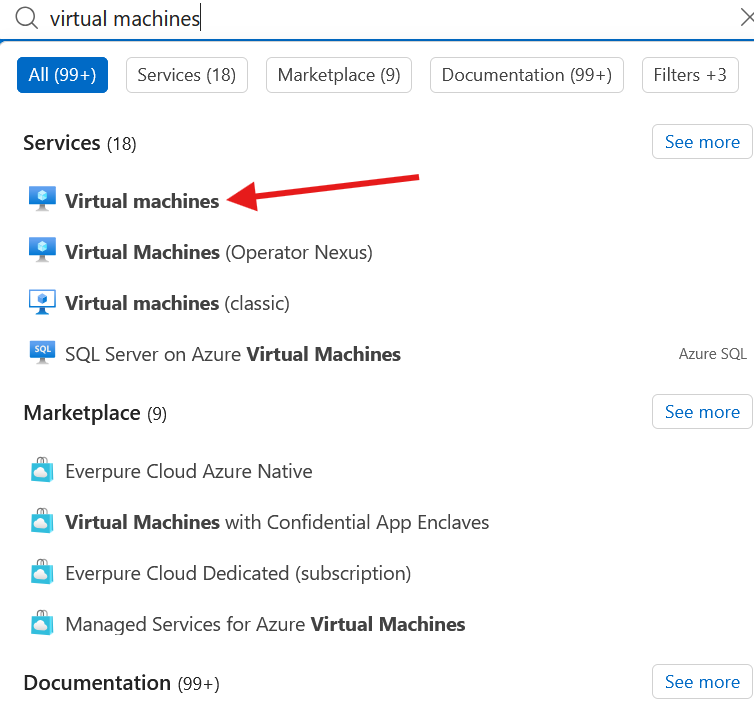 virtual machines
All (99+) Services (18) Marketplace (9) Documentation (99+) Filters +3
Services (18) See more
Virtual machines
Virtual Machines (Operator Nexus)
Virtual machines (classic)
SQL SQL Server on Azure Virtual Machines Azure SQL
Marketplace (9) See more
Everpure Cloud Azure Native
Virtual Machines with Confidential App Enclaves
Everpure Cloud Dedicated (subscription)
Managed Services for Azure Virtual Machines
Documentation (99+) See more